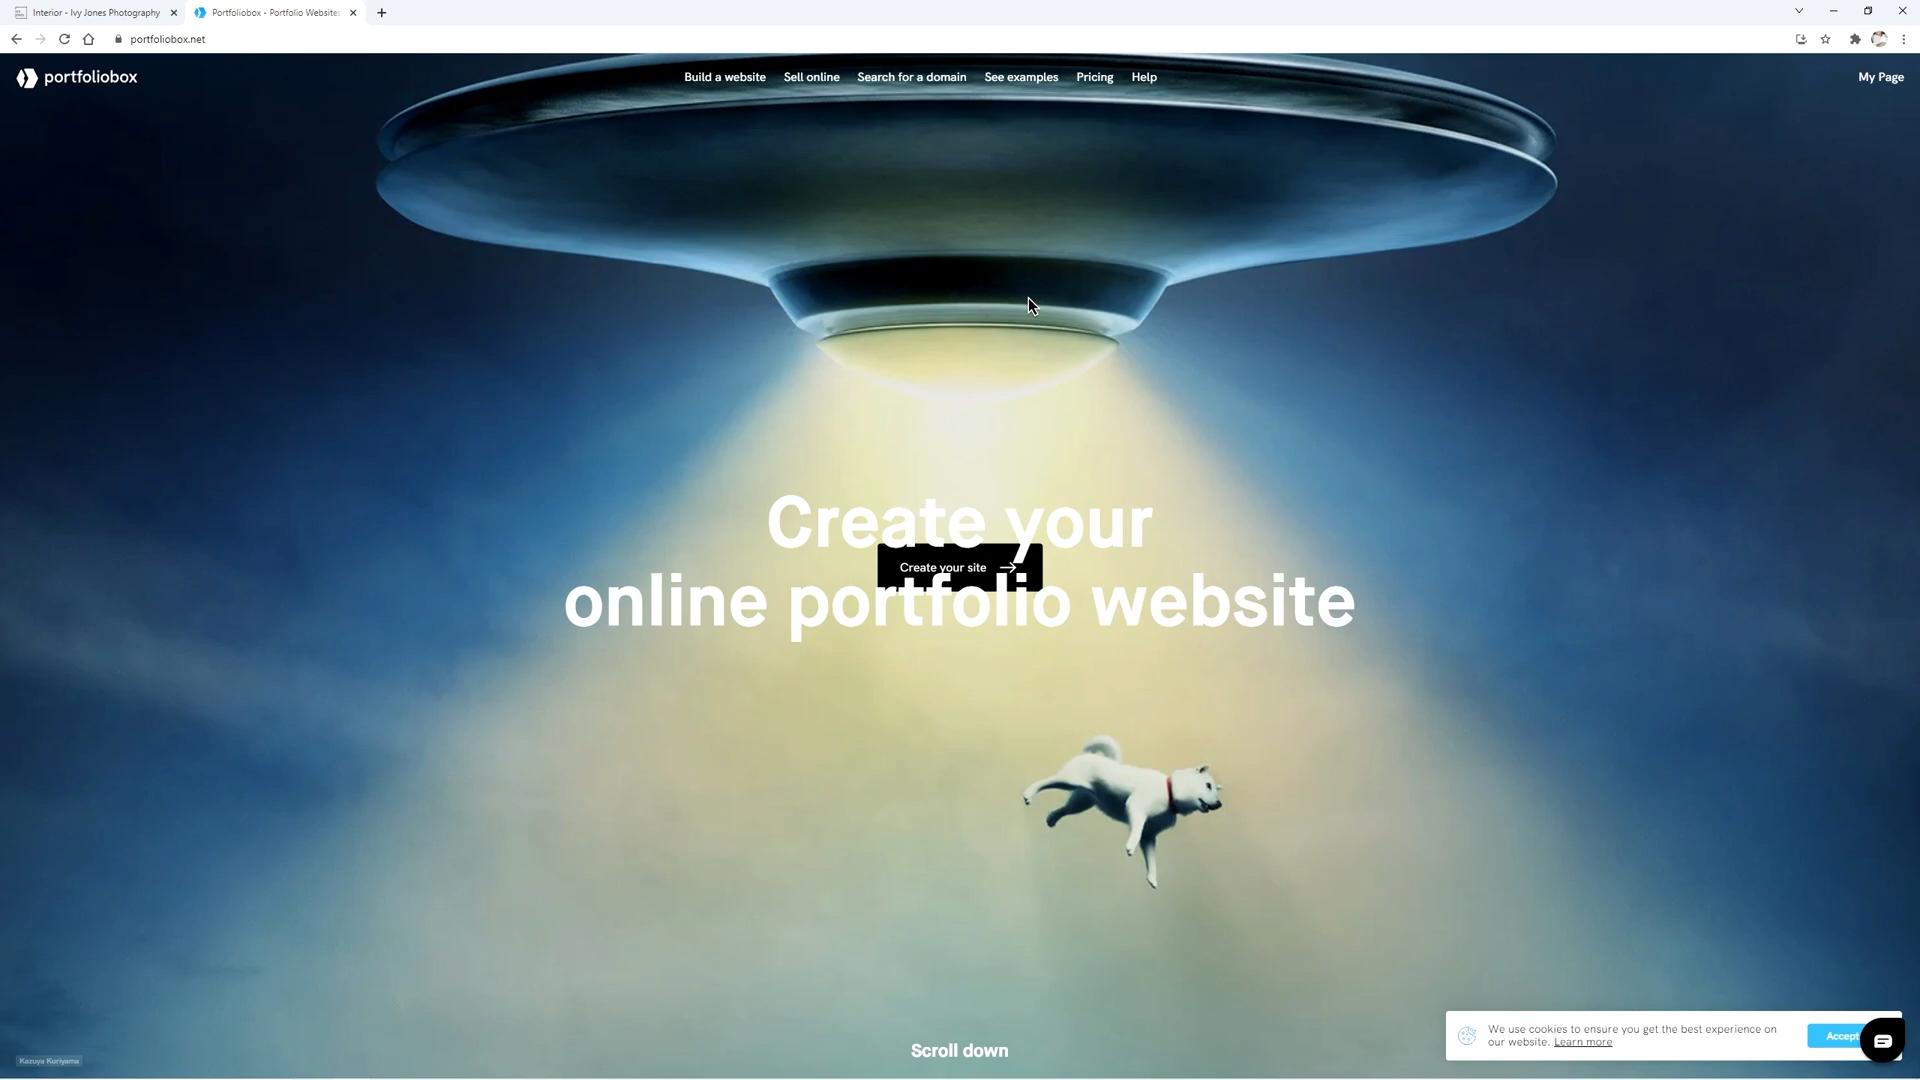 Interior - Ivy Jones Photography
Portfoliobox - Portfolio Websites
portfoliobox.net
portfoliobox
Build a website
Sell online
Search for a domain
See examples
Pricing
Help
My Page
Create your
Create your site
online portfolio website
Scroll down
We use cookies to ensure you get the best experience on
our website. Learn more
Accept
Kazuya Kuriyama